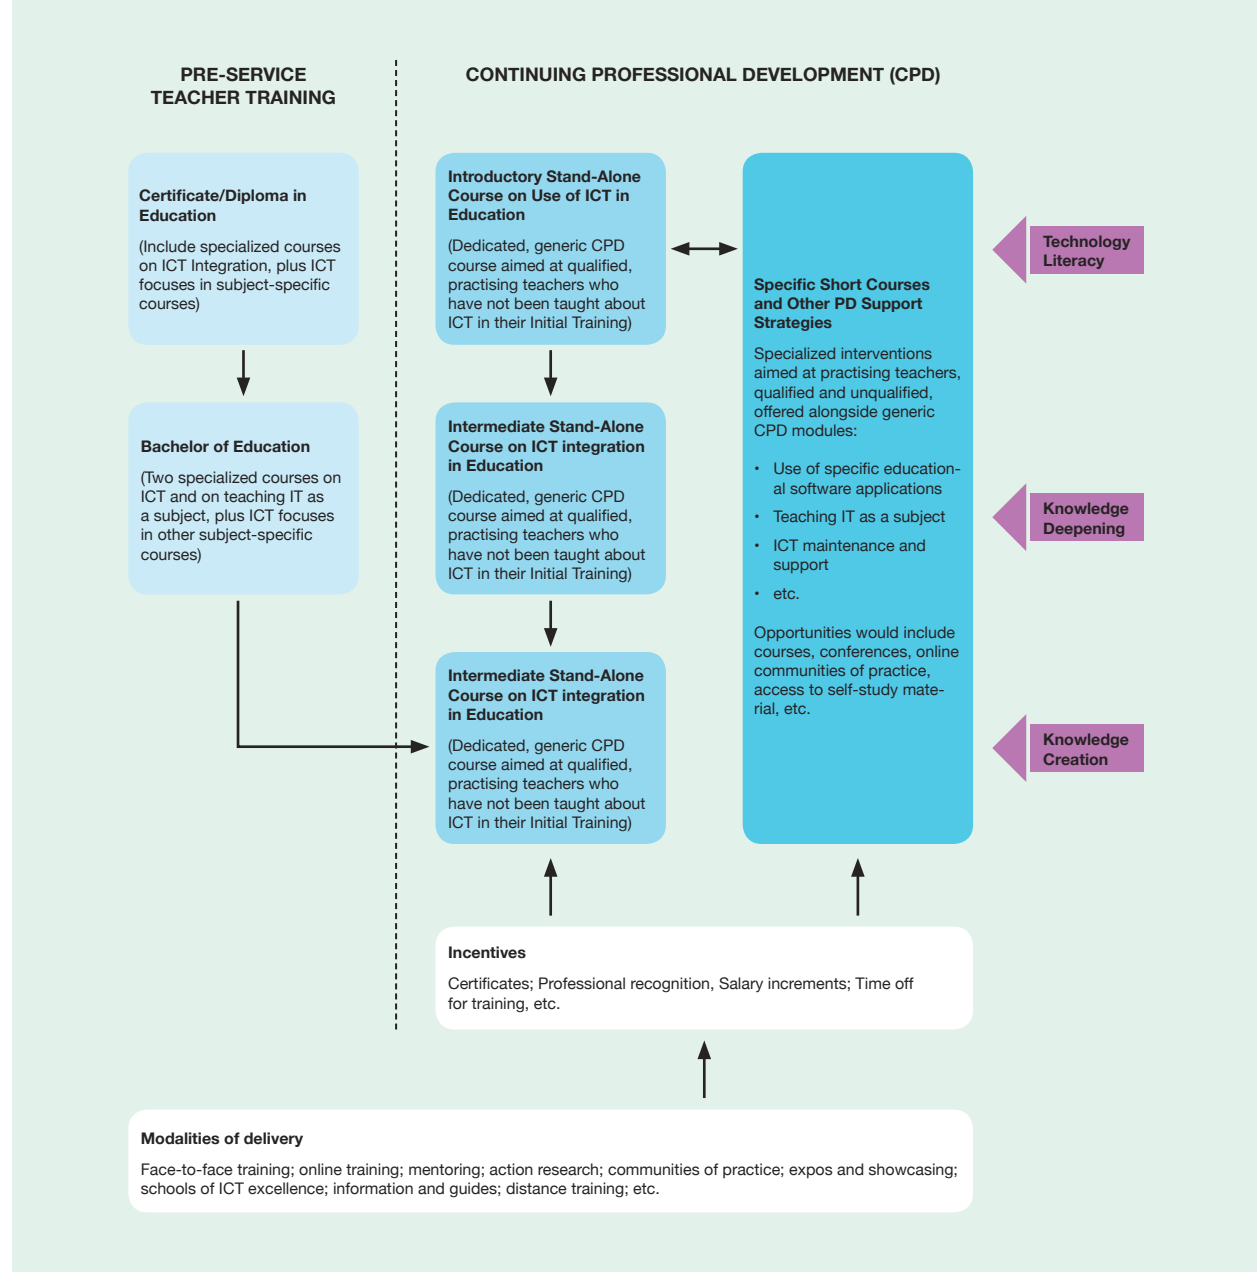 PRE-SERVICE
TEACHER TRAINING
CONTINUING PROFESSIONAL DEVELOPMENT (CPD)
Certificate/Diploma in
Education
(Include specialized courses
on ICT Integration, plus ICT
focuses in subject-specific
courses)
Bachelor of Education
(Two specialized courses on
ICT and on teaching IT as
a subject, plus ICT focuses
in other subject-specific
courses)
Introductory Stand-Alone
Course on Use of ICT in
Education
(Dedicated, generic CPD
course aimed at qualified,
practising teachers who
have not been taught about
ICT in their Initial Training)
Intermediate Stand-Alone
Course on ICT integration
in Education
(Dedicated, generic CPD
course aimed at qualified,
practising teachers who
have not been taught about
ICT in their Initial Training)
Intermediate Stand-Alone
Course on ICT integration
in Education
(Dedicated, generic CPD
course aimed at qualified,
practising teachers who
have not been taught about
ICT in their Initial Training)
Specific Short Courses
and Other PD Support
Strategies
Specialized interventions
aimed at practising teachers,
qualified and unqualified,
offered alongside generic
CPD modules:
• Use of specific education-
al software applications
• Teaching IT as a subject
• ICT maintenance and
support
• etc.
Opportunities would include
courses, conferences, online
communities of practice,
access to self-study mate-
rial, etc.
Technology
Literacy
Knowledge
Deepening
Knowledge
Creation
Incentives
Certificates; Professional recognition, Salary increments; Time off
for training, etc.
Modalities of delivery
Face-to-face training; online training; mentoring; action research; communities of practice; expos and showcasing;
schools of ICT excellence; information and guides; distance training; etc.